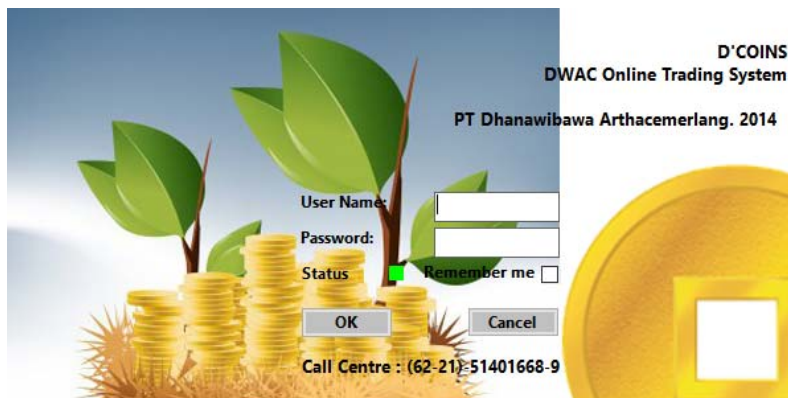 D'COINS
DWAC Online Trading System
PT Dhanawibawa Arthacemerlang. 2014
User Name:
Password:
Status Remember me
OK Cancel
Call Centre : (62-21)-51401668-9